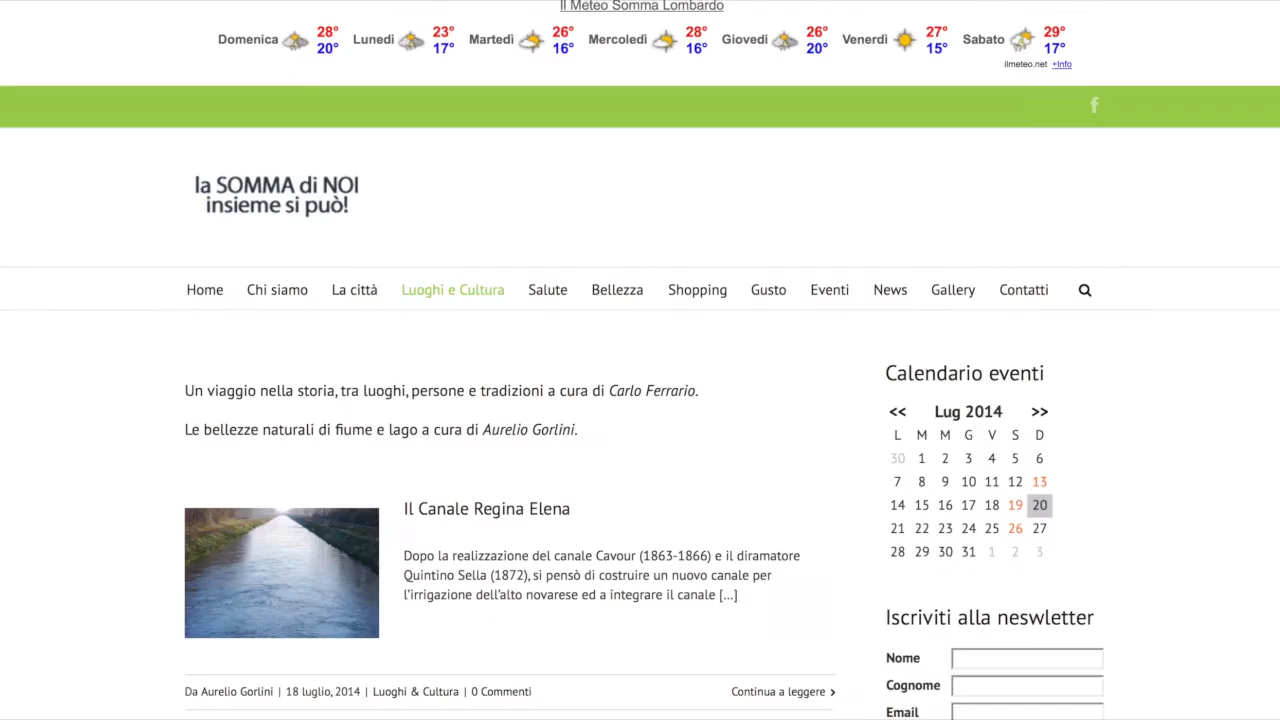 Il Meteo Somma Lombardo
Domenica 28° 20° Lunedì 23° 17° Martedì 26° 16° Mercoledì 28° 16° Giovedì 26° 20° Venerdì 27° 15° Sabato 29° 17°
ilmeteo.net +Info
la SOMMA di NOI
insieme si può!
Home Chi siamo La città Luoghi e Cultura Salute Bellezza Shopping Gusto Eventi News Gallery Contatti
Un viaggio nella storia, tra luoghi, persone e tradizioni a cura di Carlo Ferrario.
Le bellezze naturali di fiume e lago a cura di Aurelio Gorlini.
Il Canale Regina Elena
Dopo la realizzazione del canale Cavour (1863-1866) e il diramatore
Quintino Sella (1872), si pensò di costruire un nuovo canale per
l'irrigazione dell'alto novarese ed a integrare il canale [...]
Da Aurelio Gorlini | 18 luglio, 2014 | Luoghi & Cultura | 0 Commenti
Continua a leggere
Calendario eventi
<< Lug 2014 >>
L M M G V S D
30 1 2 3 4 5 6
7 8 9 10 11 12 13
14 15 16 17 18 19 20
21 22 23 24 25 26 27
28 29 30 31 1 2 3
Iscriviti alla neswletter
Nome
Cognome
Email